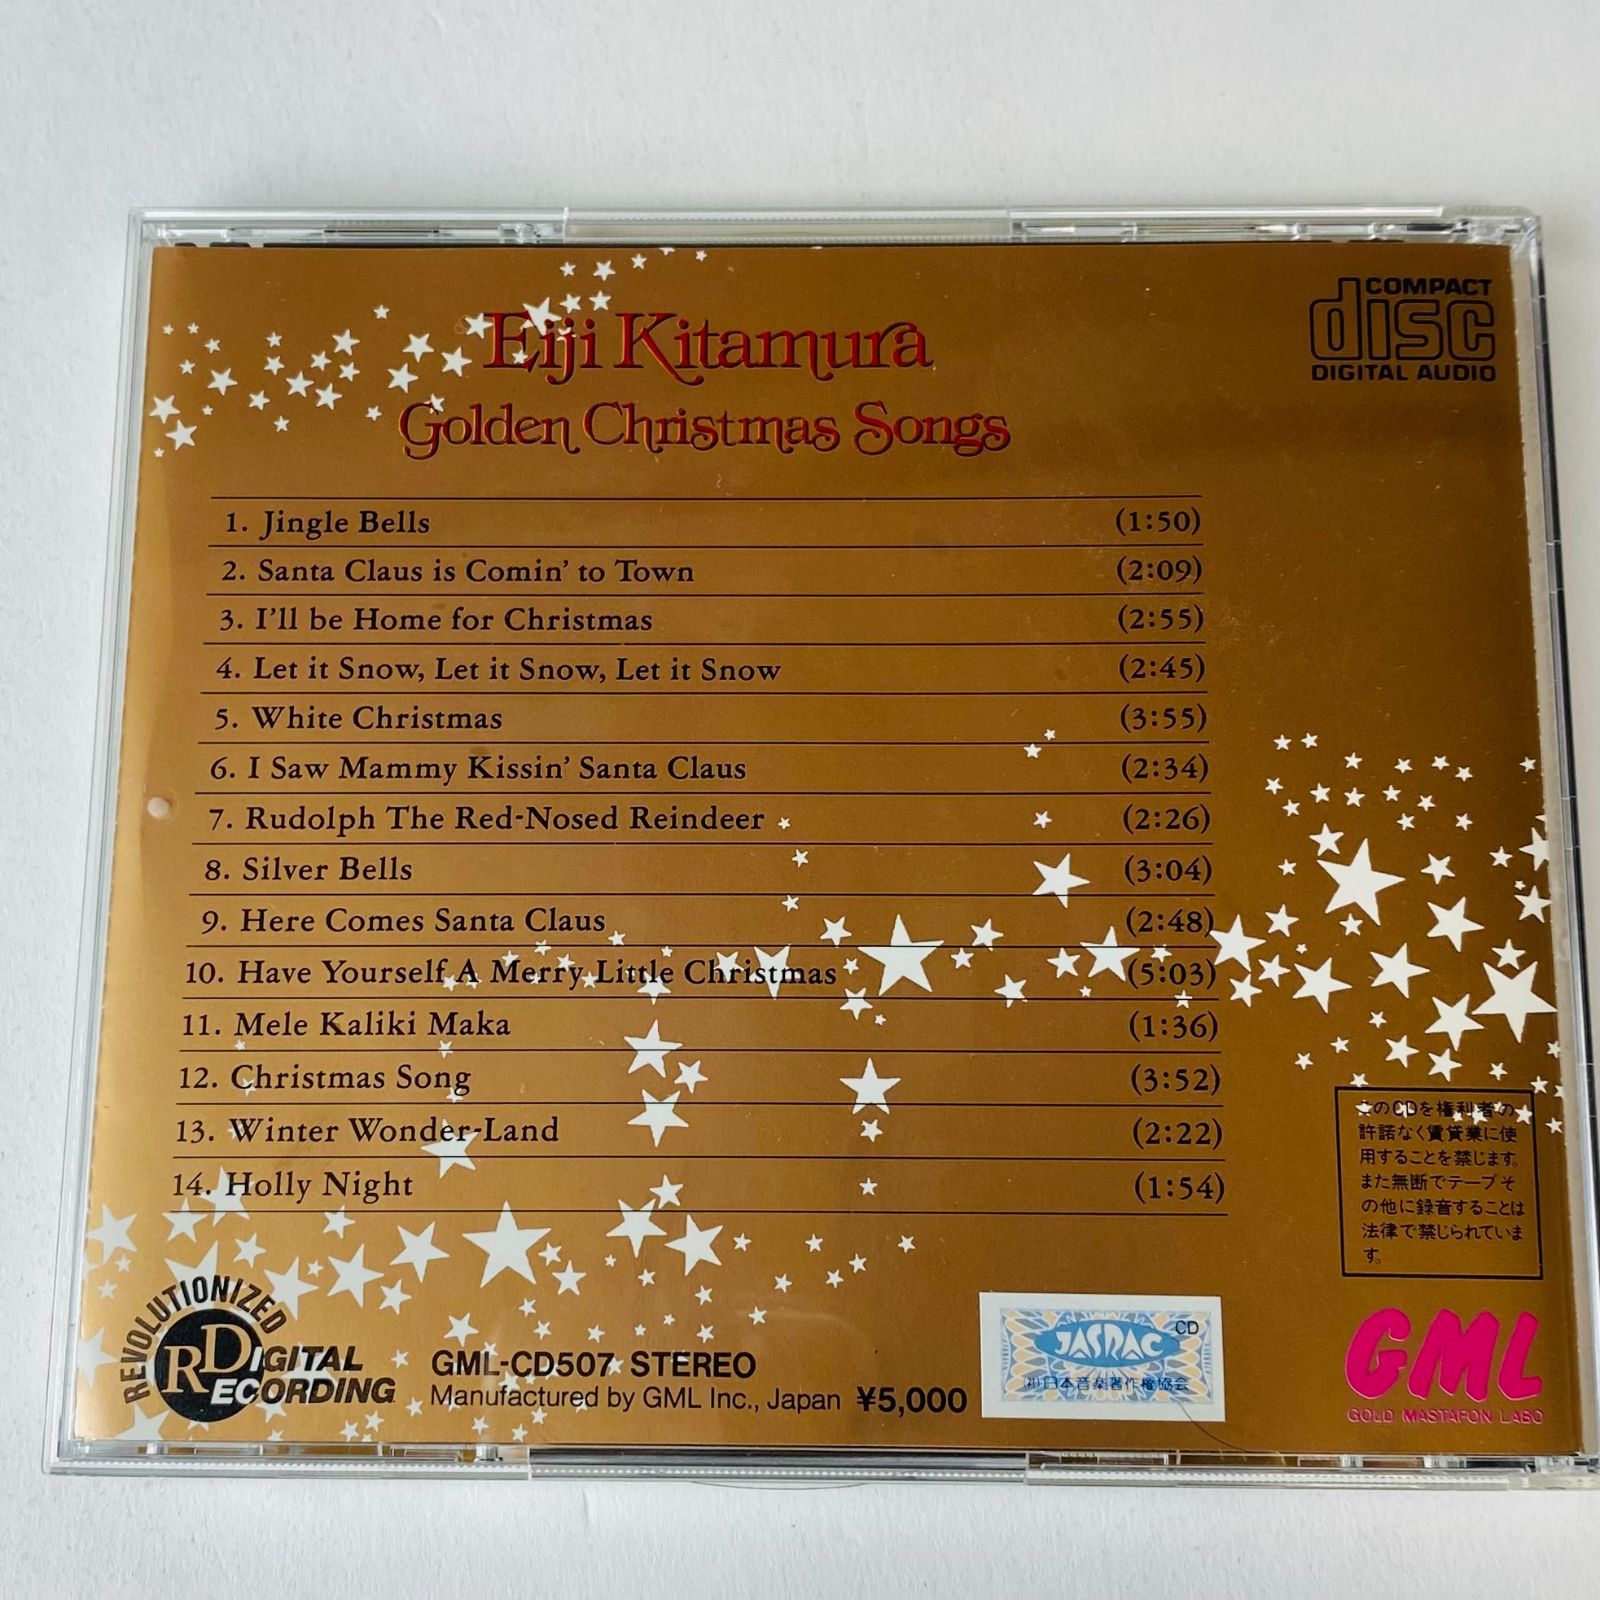 Eiji Kitamura
Golden Christmas Songs
COMPACT
disc
DIGITAL AUDIO
1. Jingle Bells (1:50)
2. Santa Claus is Comin' to Town (2:09)
3. I'll be Home for Christmas (2:55)
4. Let it Snow, Let it Snow, Let it Snow (2:45)
5. White Christmas (3:55)
6. I Saw Mammy Kissin' Santa Claus (2:34)
7. Rudolph The Red-Nosed Reindeer (2:26)
8. Silver Bells (3:04)
9. Here Comes Santa Claus (2:48)
10. Have Yourself A Merry Little Christmas (5:03)
11. Mele Kaliki Maka (1:36)
12. Christmas Song (3:52)
13. Winter Wonder-Land (2:22)
14. Holly Night (1:54)
このCDを権利者の
許諾なく賃貸業に使
用することを禁じます。
また無断でテープそ
の他に録音することは
法律で禁じられていま
す。
REVOLUTIONIZED
DIGITAL
RECORDING
GML-CD507 STEREO
Manufactured by GML Inc., Japan ¥5,000
JASRAC CD
(社)日本音楽著作権協会
GML
GOLD MASTAFON LABO